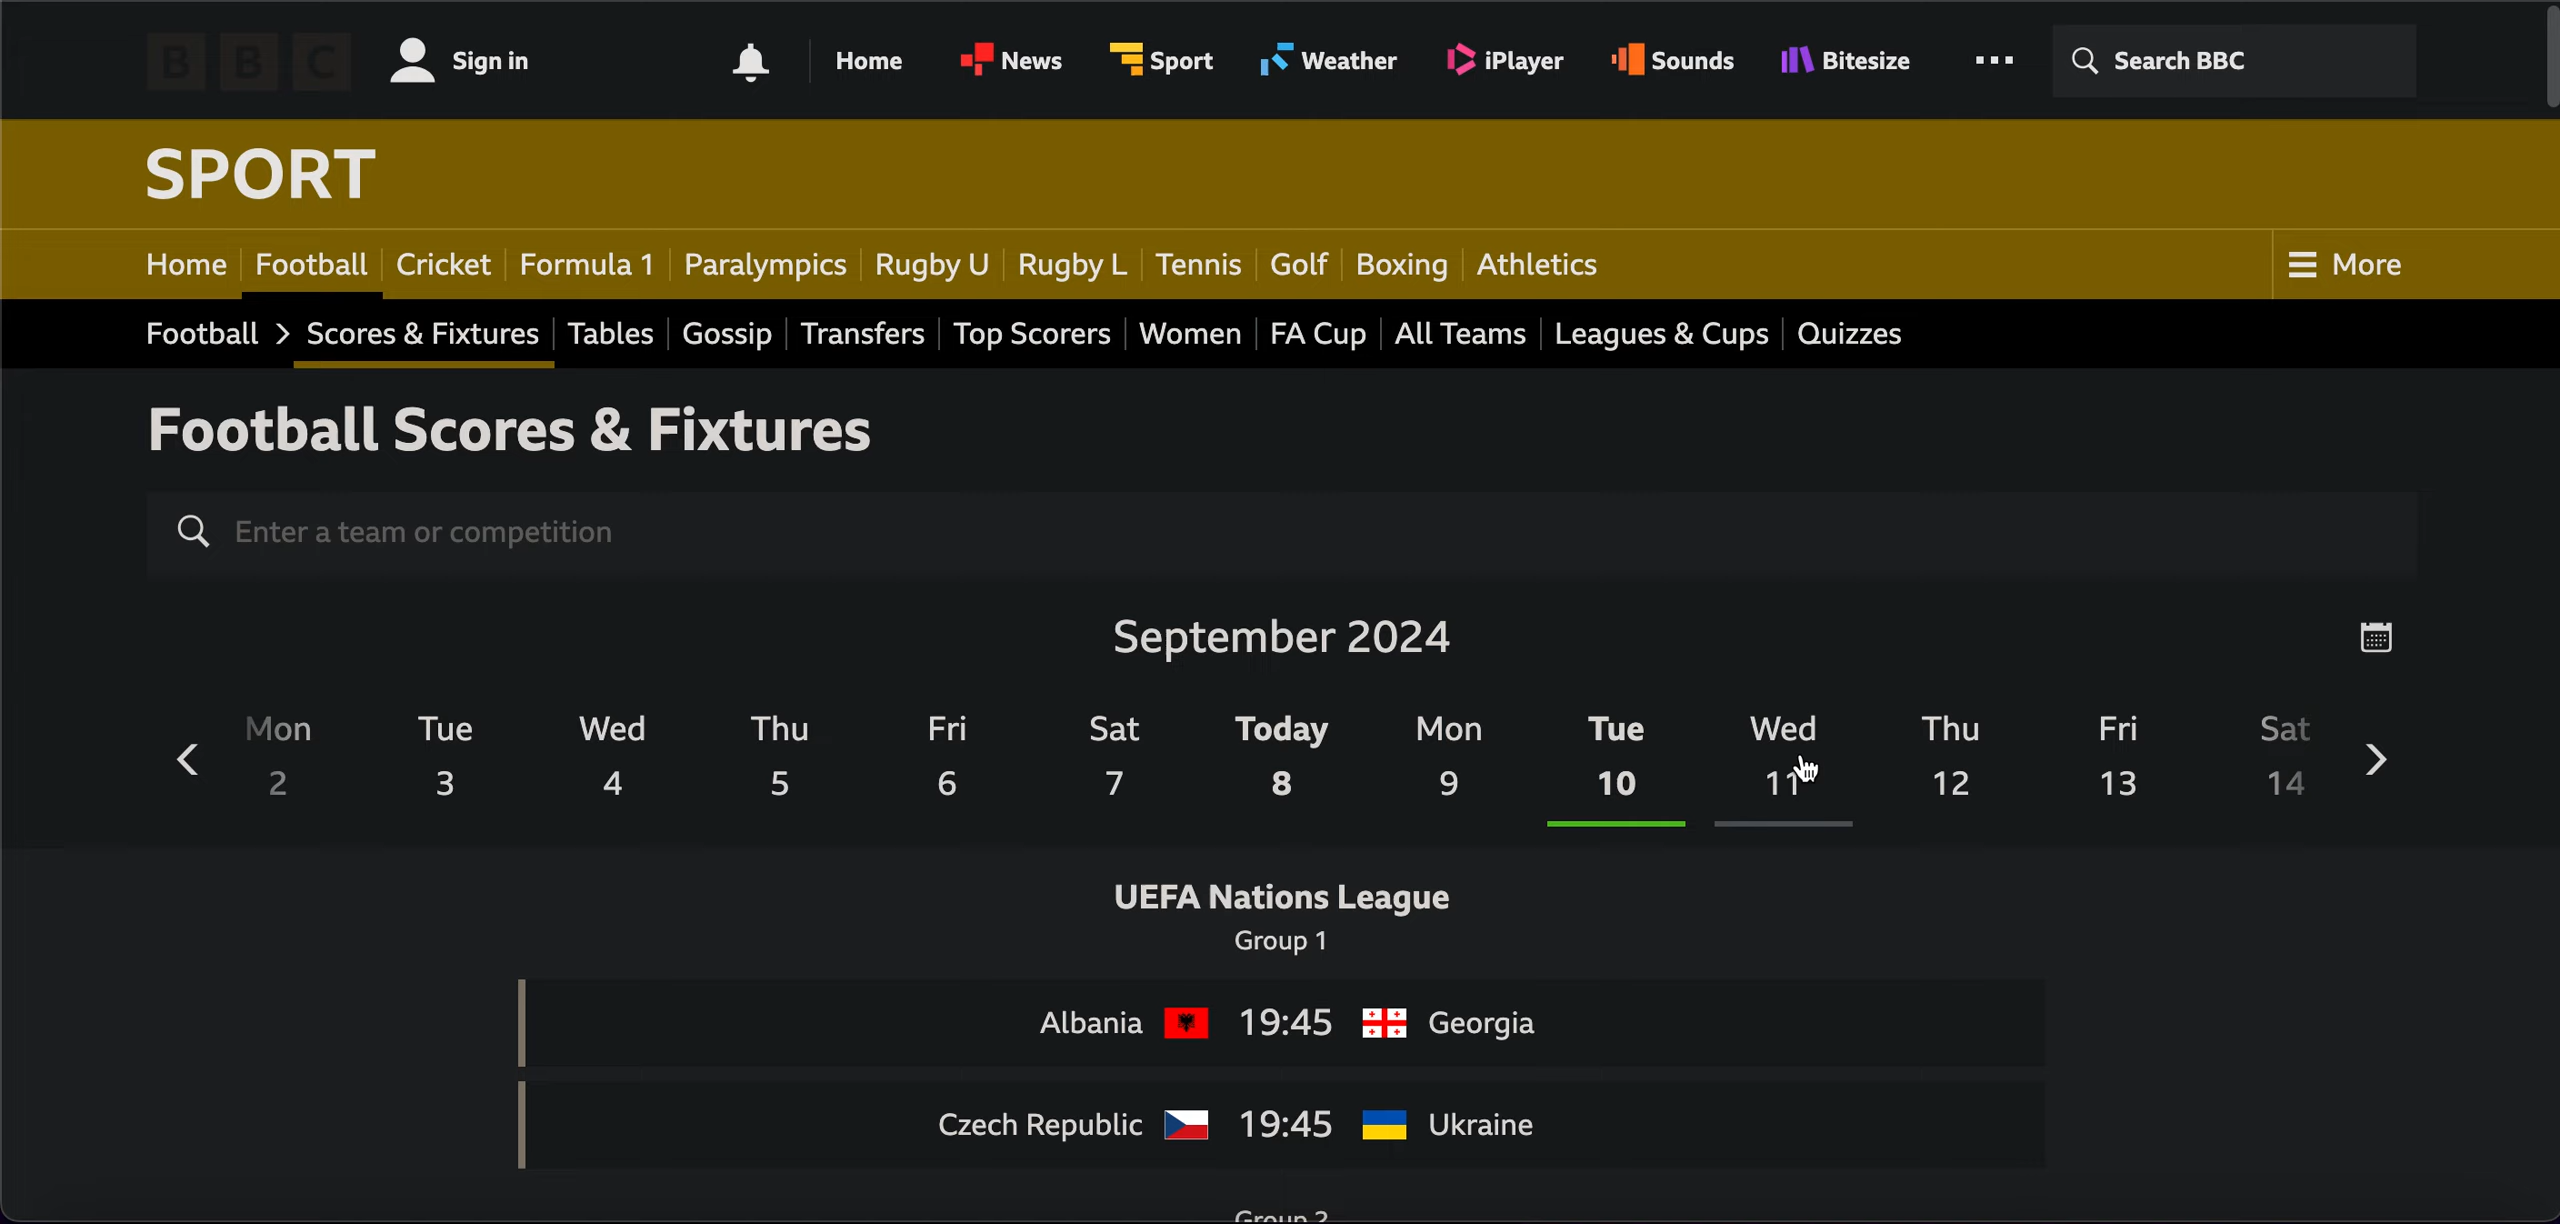 BBC Sign in Home News Sport Weather iPlayer Sounds Bitesize ... Search BBC
SPORT
Home Football Cricket Formula 1 Paralympics Rugby U Rugby L Tennis Golf Boxing Athletics More
Football > Scores & Fixtures Tables Gossip Transfers Top Scorers Women FA Cup All Teams Leagues & Cups Quizzes
Football Scores & Fixtures
Enter a team or competition
September 2024
Mon Tue Wed Thu Fri Sat Today Mon Tue Wed Thu Fri Sat
2 3 4 5 6 7 8 9 10 11 12 13 14
UEFA Nations League
Group 1
Albania 19:45 Georgia
Czech Republic 19:45 Ukraine
Group 2